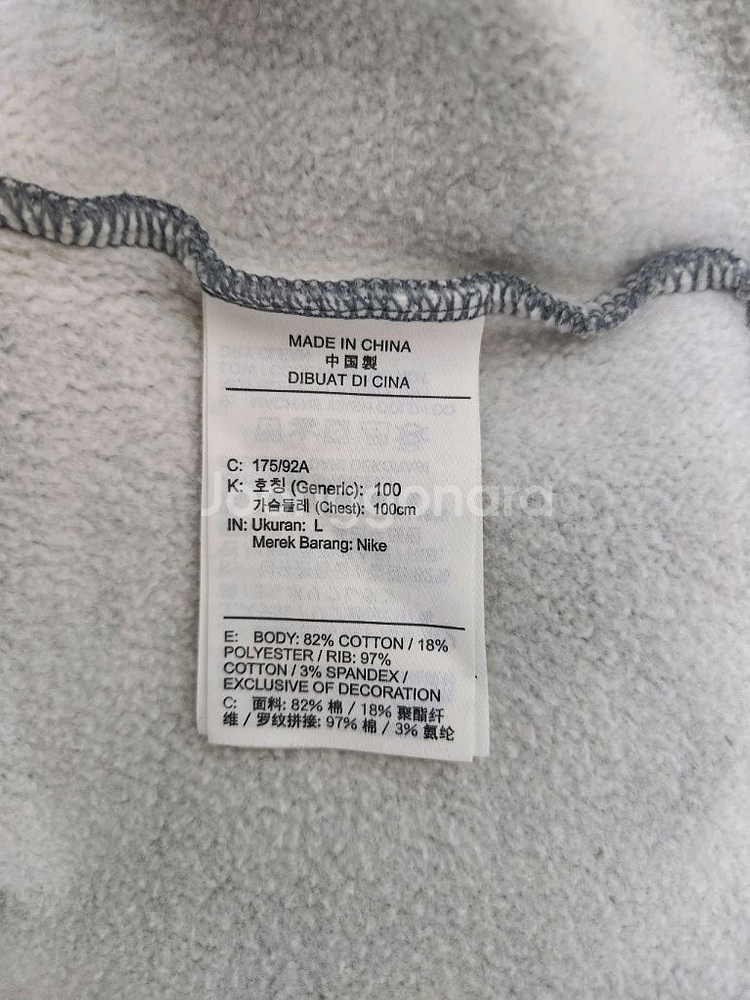 MADE IN CHINA
中国製
DIBUAT DI CINA
C: 175/92A
K: 호칭 (Generic): 100
가슴둘레 (Chest): 100cm
IN: Ukuran: L
Merek Barang: Nike
E: BODY: 82% COTTON / 18%
POLYESTER / RIB: 97%
COTTON / 3% SPANDEX /
EXCLUSIVE OF DECORATION
C: 面料: 82% 棉 / 18% 聚酯纤
维 / 罗纹拼接: 97% 棉 / 3% 氨纶
Joonggonara